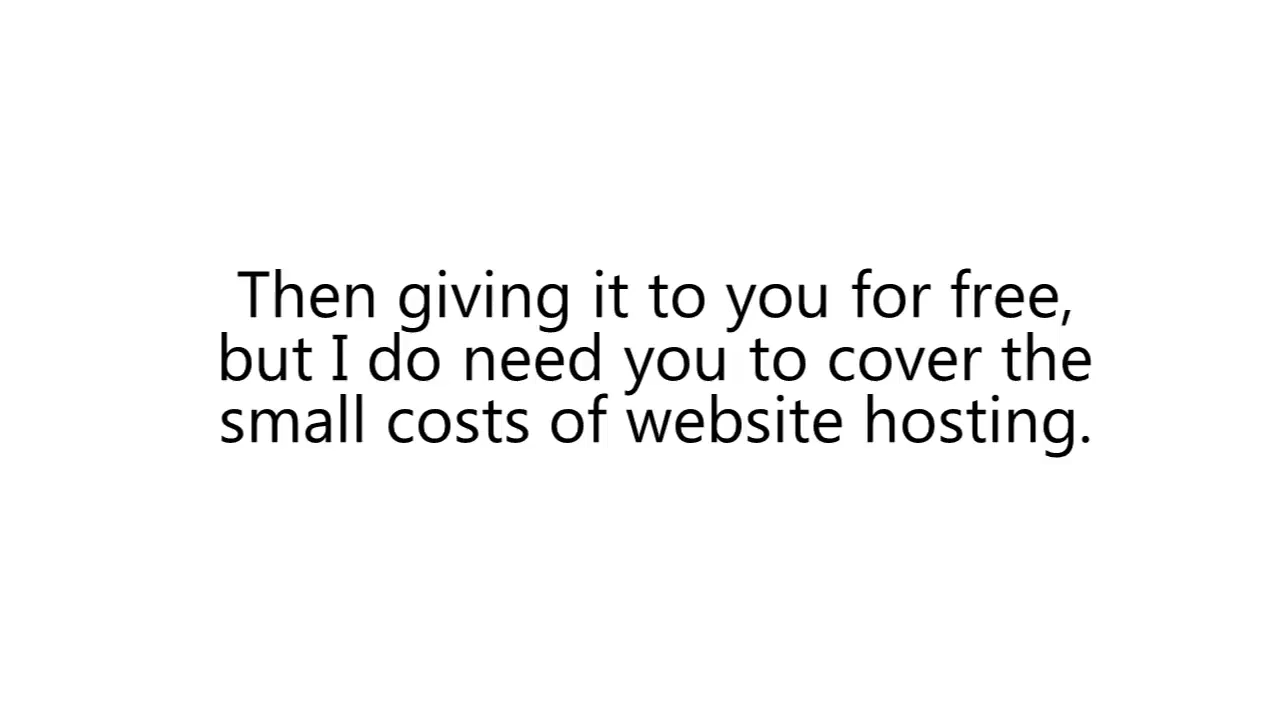 Then giving it to you for free,
but I do need you to cover the
small costs of website hosting.